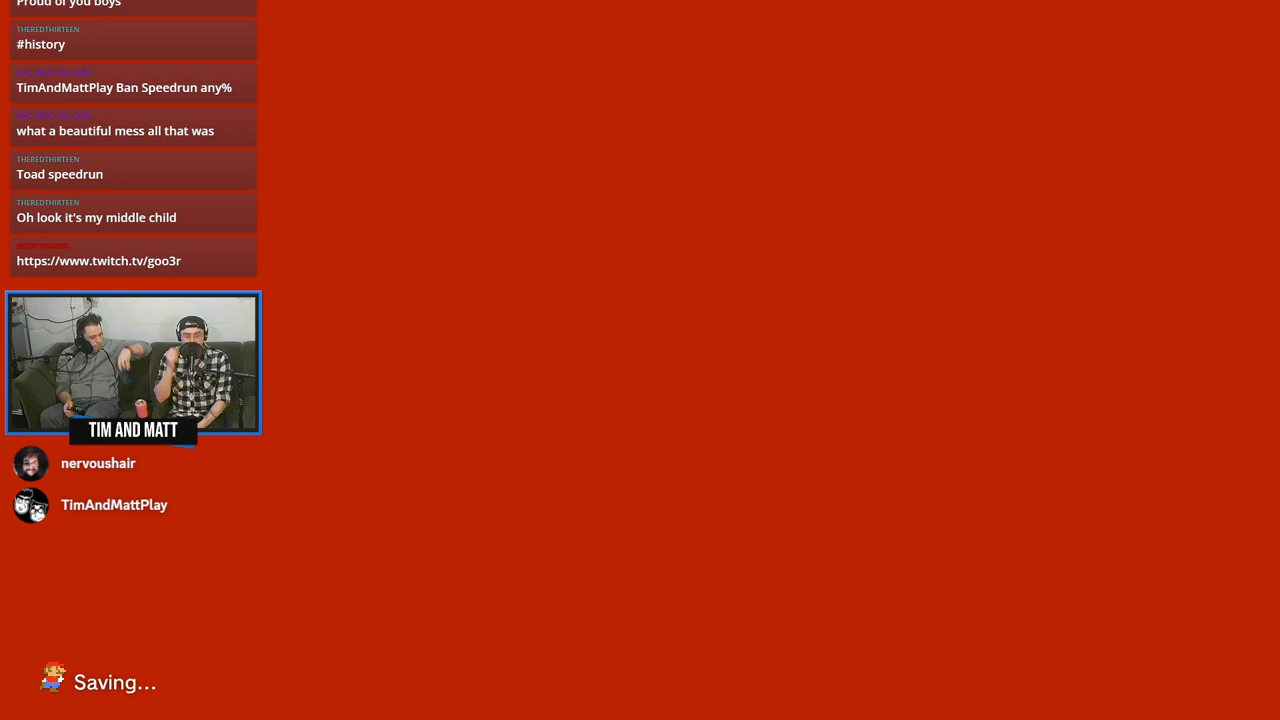 Proud of you boys
THEREDTHIRTEEN
#history
TimAndMattPlay Ban Speedrun any%
what a beautiful mess all that was
THEREDTHIRTEEN
Toad speedrun
THEREDTHIRTEEN
Oh look it's my middle child
https://www.twitch.tv/goo3r
TIM AND MATT
nervoushair
TimAndMattPlay
Saving...